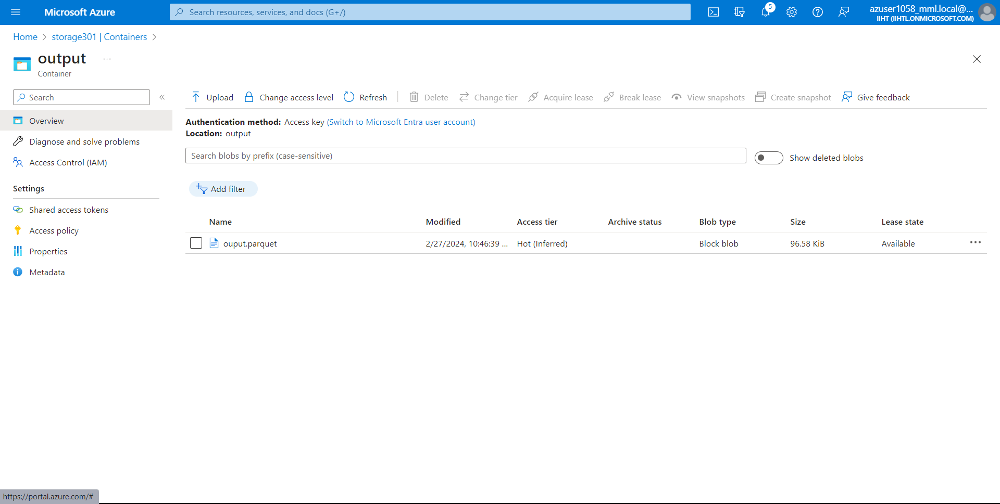 Microsoft Azure
Search resources, services, and docs (G+/)
5
azuser1058_mml.local@...
IIHT (IIHTL.ONMICROSOFT.COM)
Home > storage301 | Containers >
output ...
Container
Search «
Upload Change access level Refresh Delete Change tier Acquire lease Break lease View snapshots Create snapshot Give feedback
Overview
Diagnose and solve problems
Access Control (IAM)
Settings
Shared access tokens
Access policy
Properties
Metadata
Authentication method: Access key (Switch to Microsoft Entra user account)
Location: output
Search blobs by prefix (case-sensitive)
Show deleted blobs
Add filter
Name Modified Access tier Archive status Blob type Size Lease state
ouput.parquet 2/27/2024, 10:46:39 ... Hot (Inferred) Block blob 96.58 KiB Available ...
https://portal.azure.com/#